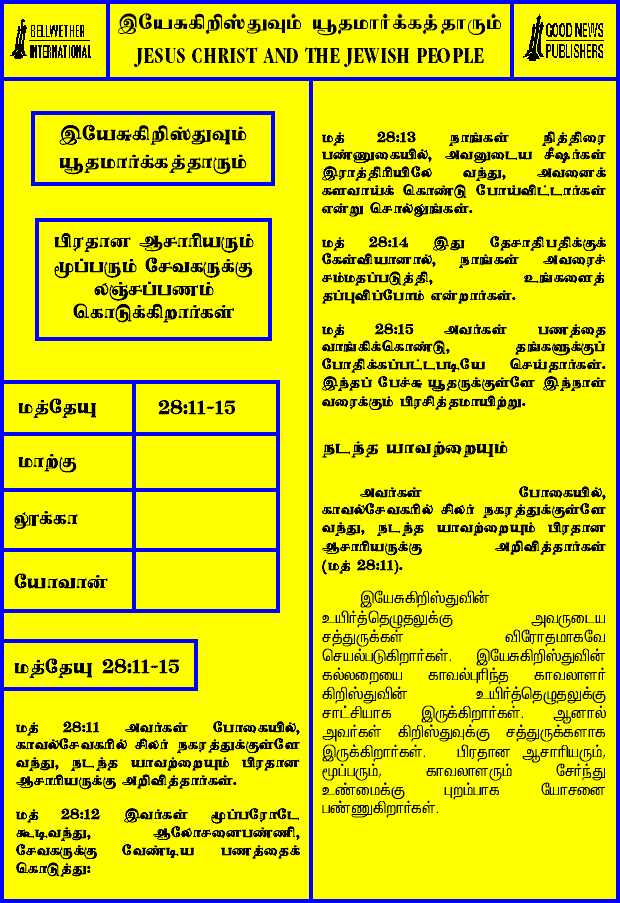 BELLWETHER
INTERNATIONAL
இயேசுகிறிஸ்துவும் யூதமார்க்கத்தாரும்
JESUS CHRIST AND THE JEWISH PEOPLE
GOOD NEWS
PUBLISHERS
இயேசுகிறிஸ்துவும்
யூதமார்க்கத்தாரும்
பிரதான ஆசாரியரும்
மூப்பரும் சேவகருக்கு
லஞ்சப்பணம்
கொடுக்கிறார்கள்
மத்தேயு 28:11-15
மாற்கு
லூக்கா
யோவான்
மத்தேயு 28:11-15
மத் 28:11 அவர்கள் போகையில்,
காவல்சேவகரில் சிலர் நகரத்துக்குள்ளே
வந்து, நடந்த யாவற்றையும் பிரதான
ஆசாரியருக்கு அறிவித்தார்கள்.
மத் 28:12 இவர்கள் மூப்பரோடே
கூடிவந்து, ஆலோசனைபண்ணி,
சேவகருக்கு வேண்டிய பணத்தைக்
கொடுத்து:
மத் 28:13 நாங்கள் நித்திரை
பண்ணுகையில், அவனுடைய சீஷர்கள்
இராத்திரியிலே வந்து, அவனைக்
களவாய்க் கொண்டு போய்விட்டார்கள்
என்று சொல்லுங்கள்.
மத் 28:14 இது தேசாதிபதிக்குக்
கேள்வியானால், நாங்கள் அவரைச்
சம்மதப்படுத்தி, உங்களைத்
தப்புவிப்போம் என்றார்கள்.
மத் 28:15 அவர்கள் பணத்தை
வாங்கிக்கொண்டு, தங்களுக்குப்
போதிக்கப்பட்டபடியே செய்தார்கள்.
இந்தப் பேச்சு யூதருக்குள்ளே இந்நாள்
வரைக்கும் பிரசித்தமாயிற்று.
நடந்த யாவற்றையும்
அவர்கள் போகையில்,
காவல்சேவகரில் சிலர் நகரத்துக்குள்ளே
வந்து, நடந்த யாவற்றையும் பிரதான
ஆசாரியருக்கு அறிவித்தார்கள்
(மத் 28:11).
இயேசுகிறிஸ்துவின்
உயிர்த்தெழுதலுக்கு அவருடைய
சத்துருக்கள் விரோதமாகவே
செயல்படுகிறார்கள். இயேசுகிறிஸ்துவின்
கல்லறையை காவல்புரிந்த காவலாளர்
கிறிஸ்துவின் உயிர்த்தெழுதலுக்கு
சாட்சியாக இருக்கிறார்கள். ஆனால்
அவர்கள் கிறிஸ்துவுக்கு சத்துருக்களாக
இருக்கிறார்கள். பிரதான ஆசாரியரும்,
மூப்பரும், காவலாளரும் சேர்ந்து
உண்மைக்கு புறம்பாக யோசனை
பண்ணுகிறார்கள்.